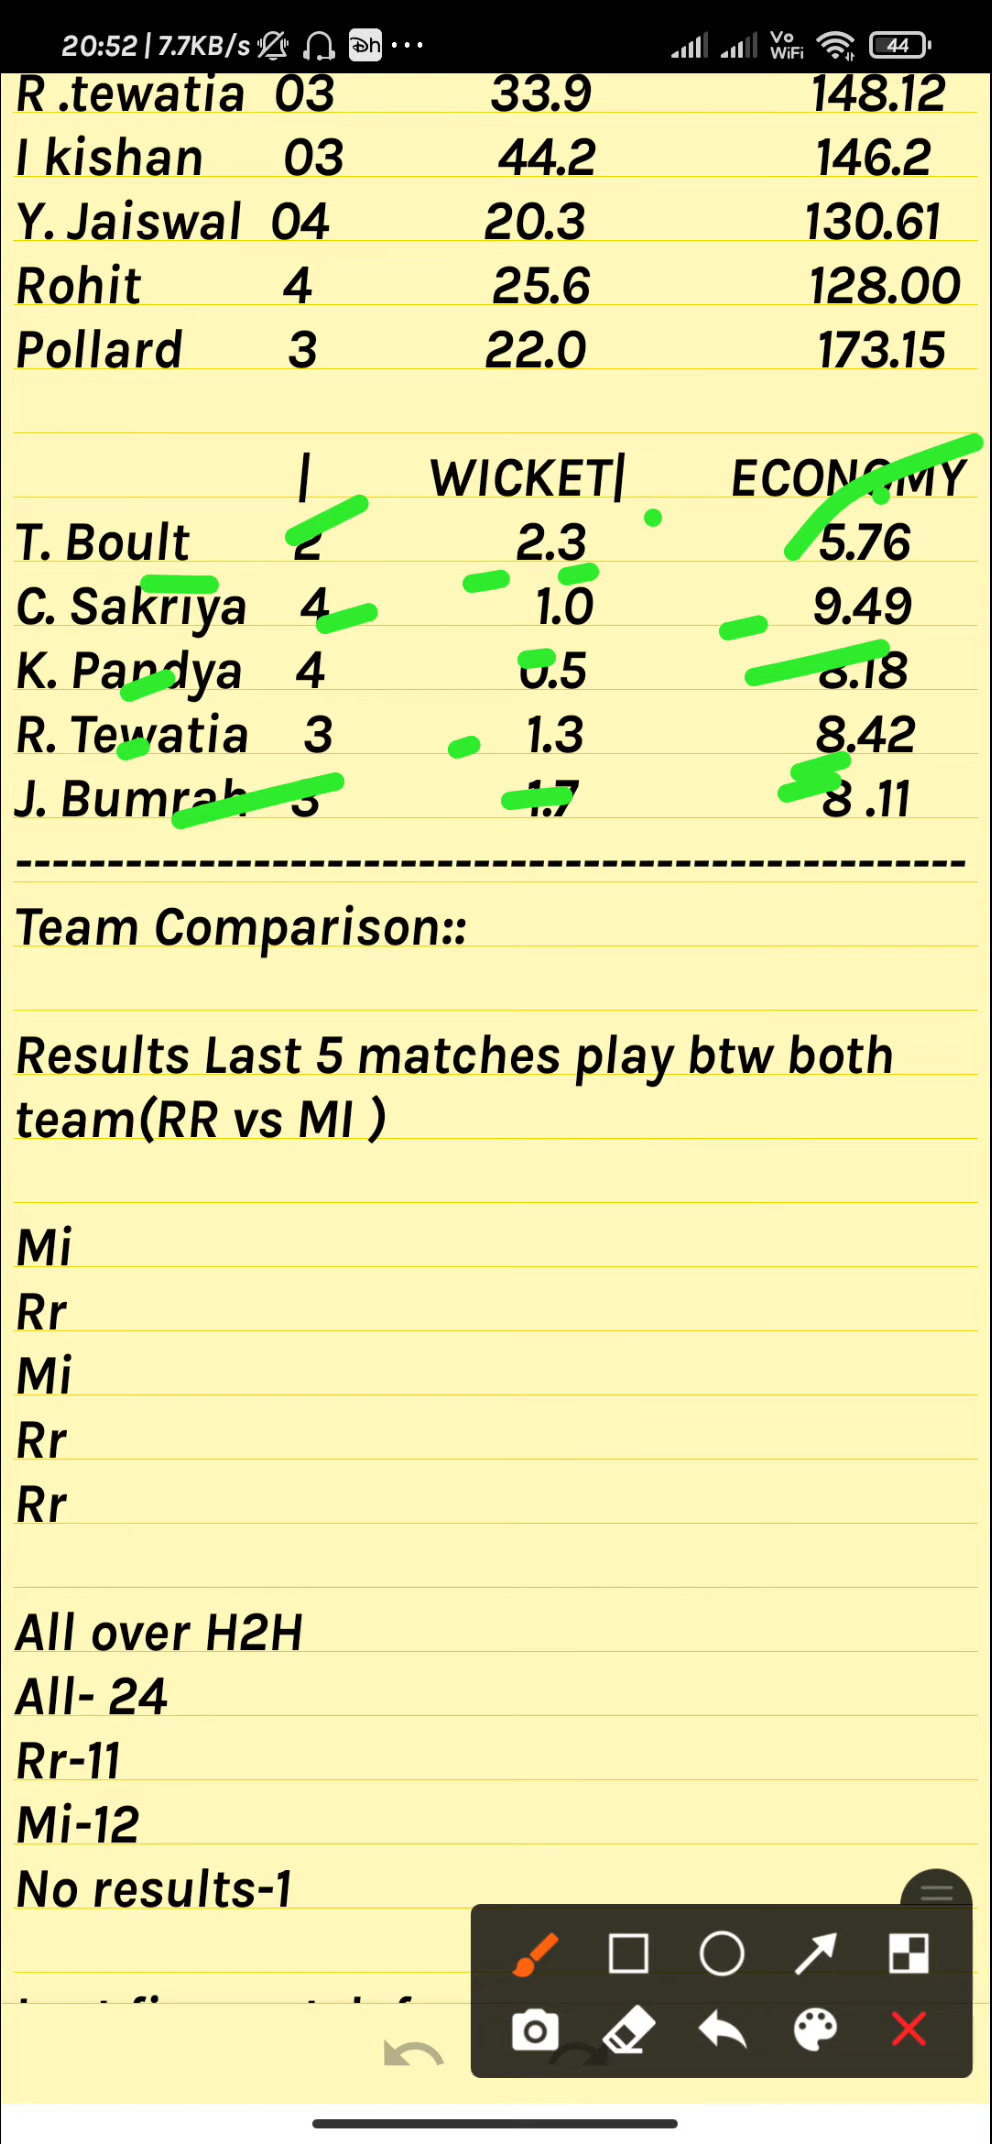 20:52 | 7.7KB/s Dh ... Vo WiFi 44
R .tewatia 03 33.9 148.12
I kishan 03 44.2 146.2
Y. Jaiswal 04 20.3 130.61
Rohit 4 25.6 128.00
Pollard 3 22.0 173.15
| WICKET| ECONOMY
T. Boult 2 2.3 5.76
C. Sakriya 4 1.0 9.49
K. Pandya 4 0.5 8.18
R. Tewatia 3 1.3 8.42
J. Bumrah 3 1.7 8 .11
----------------------------------------------------
Team Comparison::
Results Last 5 matches play btw both
team(RR vs MI )
Mi
Rr
Mi
Rr
Rr
All over H2H
All- 24
Rr-11
Mi-12
No results-1